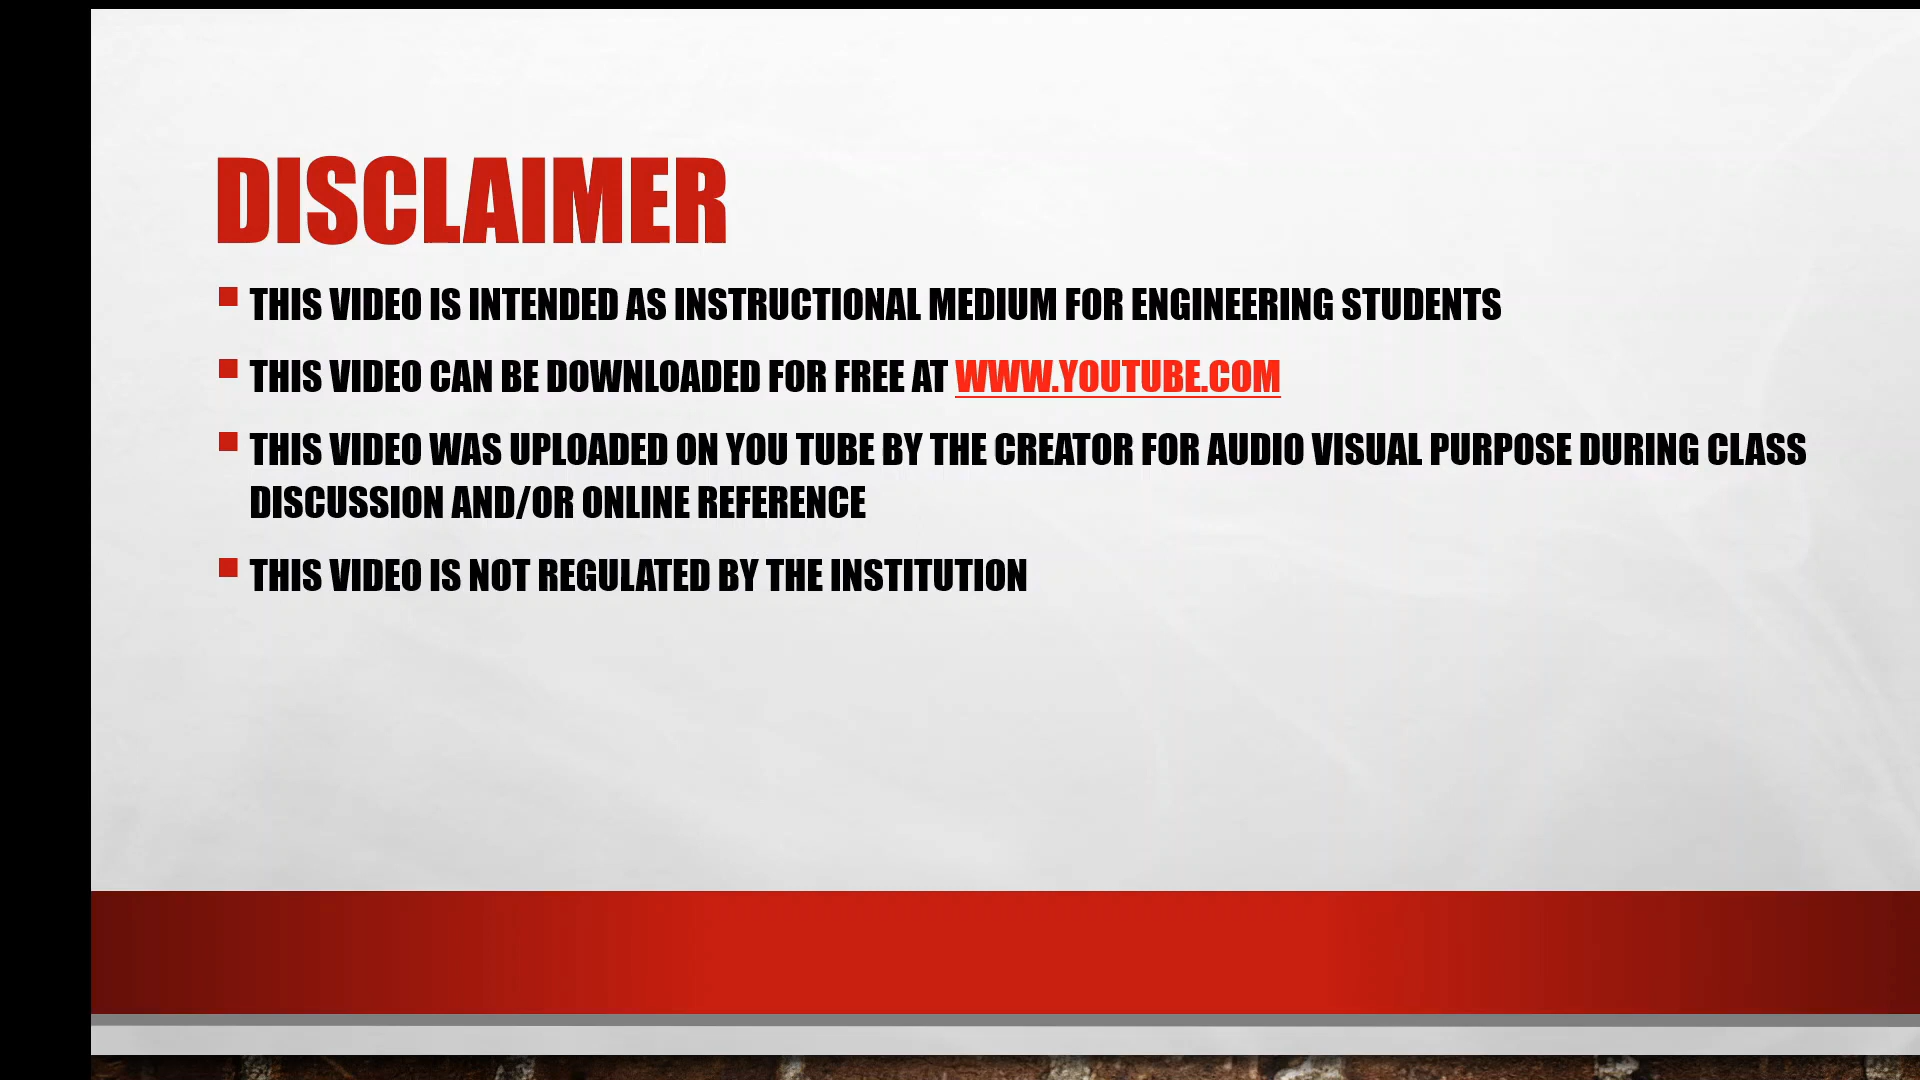 DISCLAIMER
THIS VIDEO IS INTENDED AS INSTRUCTIONAL MEDIUM FOR ENGINEERING STUDENTS
THIS VIDEO CAN BE DOWNLOADED FOR FREE AT WWW.YOUTUBE.COM
THIS VIDEO WAS UPLOADED ON YOU TUBE BY THE CREATOR FOR AUDIO VISUAL PURPOSE DURING CLASS
DISCUSSION AND/OR ONLINE REFERENCE
THIS VIDEO IS NOT REGULATED BY THE INSTITUTION